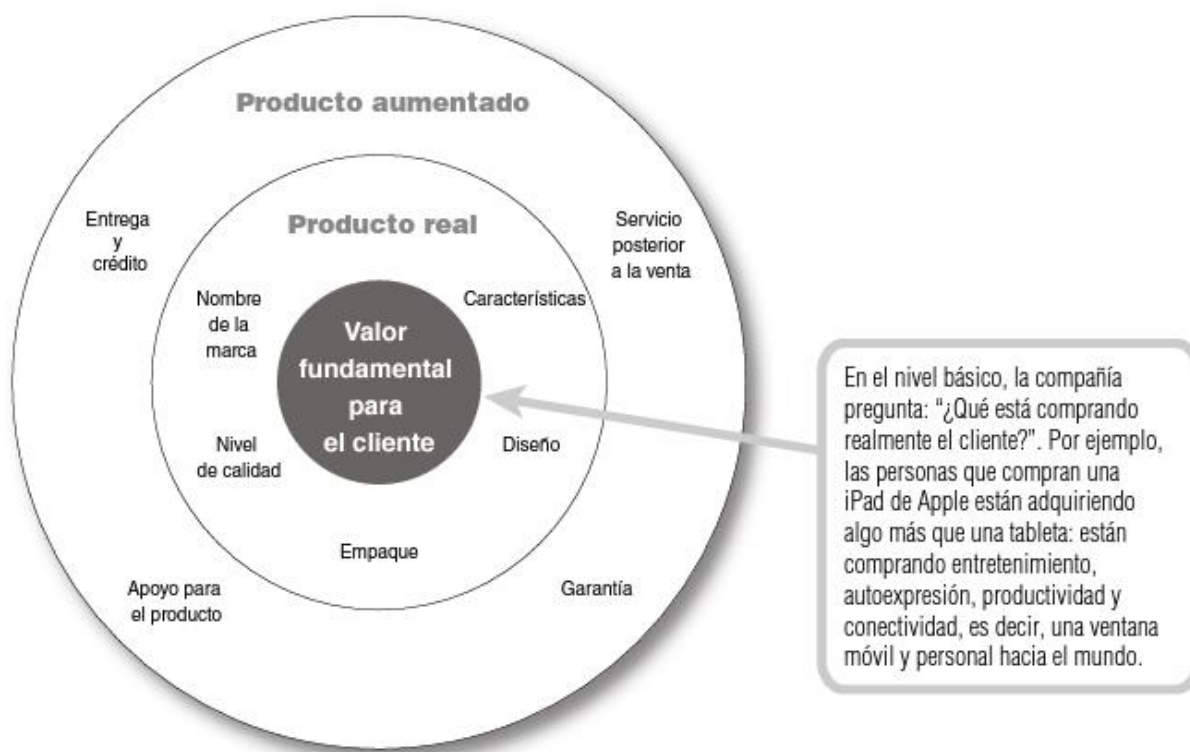 Producto aumentado
Entrega
y
crédito
Producto real
Servicio
posterior
a la venta
Nombre
de la
marca
Características
Valor
fundamental
para
el cliente
Nivel
de calidad
Diseño
Empaque
Apoyo para
el producto
Garantía
En el nivel básico, la compañía
pregunta: “¿Qué está comprando
realmente el cliente?”. Por ejemplo,
las personas que compran una
iPad de Apple están adquiriendo
algo más que una tableta: están
comprando entretenimiento,
autoexpresión, productividad y
conectividad, es decir, una ventana
móvil y personal hacia el mundo.